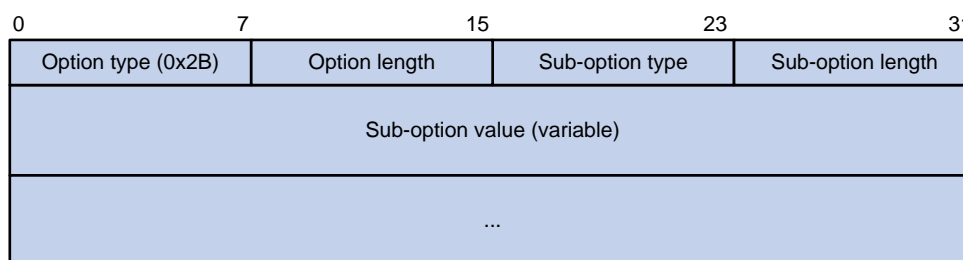 0 7 15 23 31
Option type (0x2B) Option length Sub-option type Sub-option length
Sub-option value (variable)
...